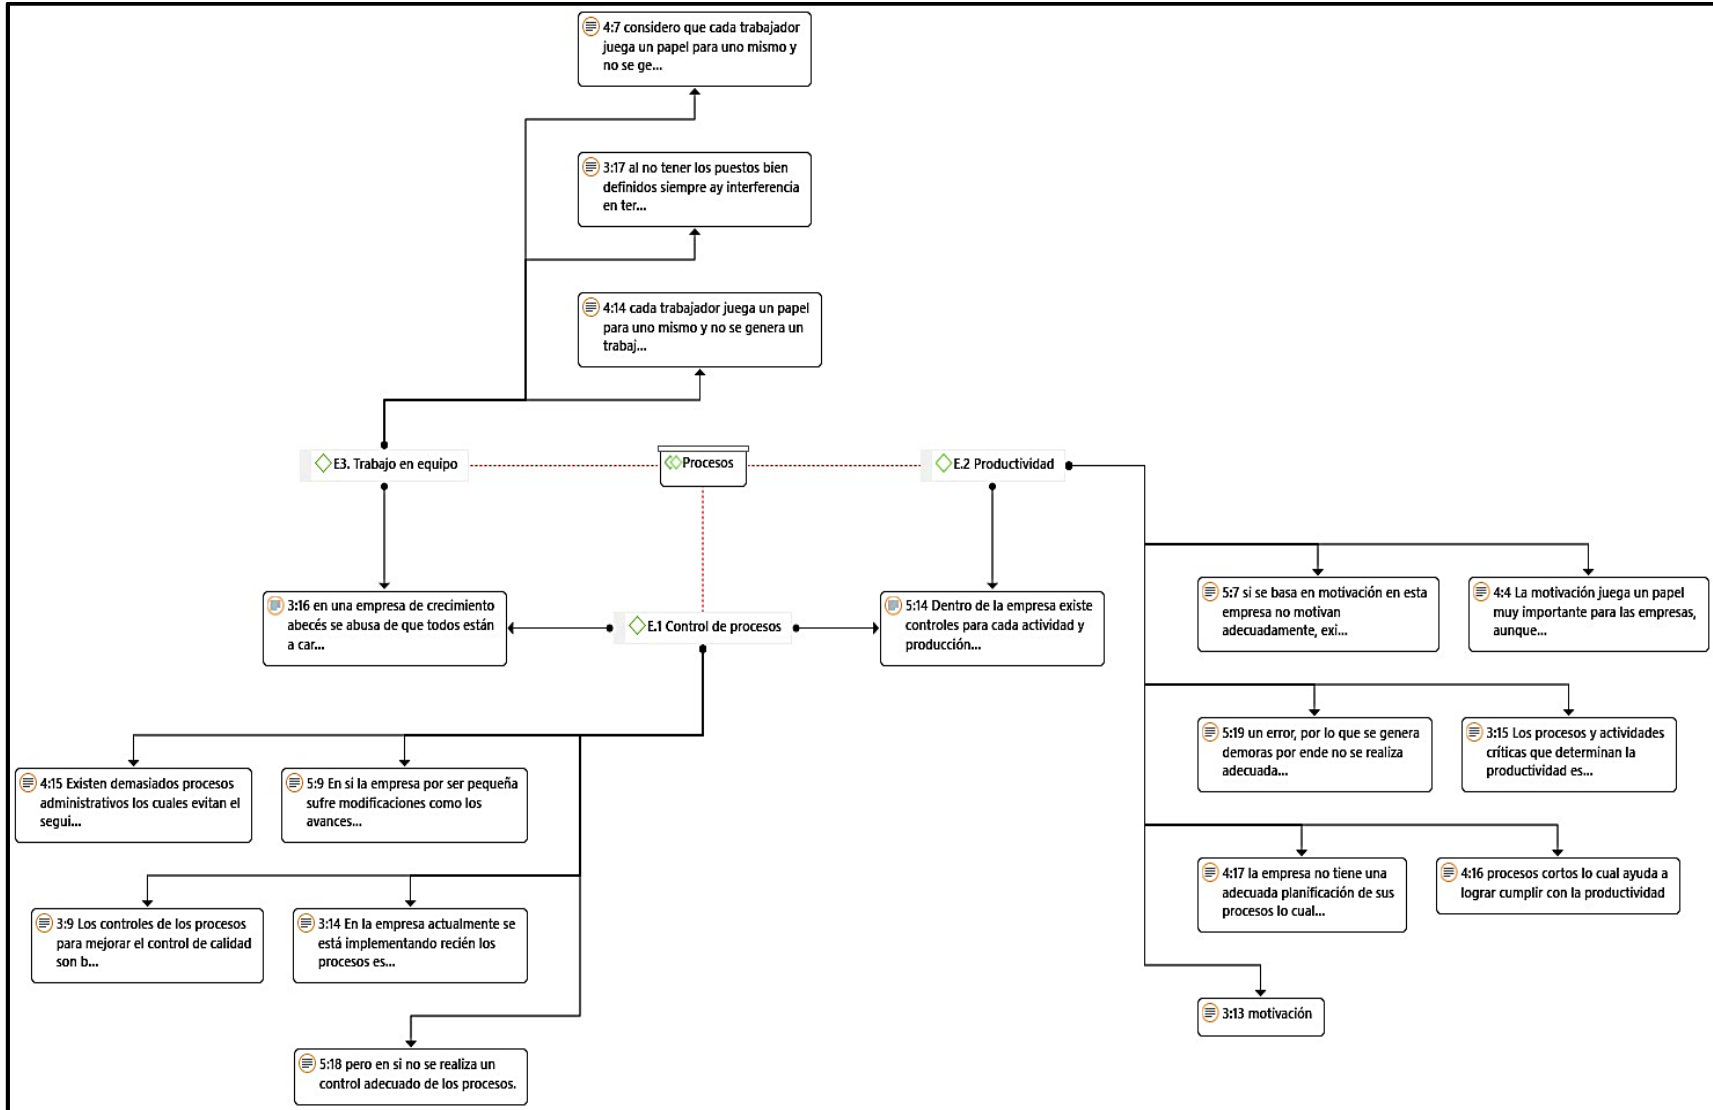 4:7 considero que cada trabajador
juega un papel para uno mismo y
no se ge...
3:17 al no tener los puestos bien
definidos siempre ay interferencia
en ter...
4:14 cada trabajador juega un papel
para uno mismo y no se genera un
trabaj...
E3. Trabajo en equipo
Procesos
E.2 Productividad
3:16 en una empresa de crecimiento
abecés se abusa de que todos están
a car...
E.1 Control de procesos
5:14 Dentro de la empresa existe
controles para cada actividad y
producción...
5:7 si se basa en motivación en esta
empresa no motivan
adecuadamente, exi...
4:4 La motivación juega un papel
muy importante para las empresas,
aunque...
5:19 un error, por lo que se genera
demoras por ende no se realiza
adecuada...
3:15 Los procesos y actividades
críticas que determinan la
productividad es...
4:15 Existen demasiados procesos
administrativos los cuales evitan el
segui...
5:9 En si la empresa por ser pequeña
sufre modificaciones como los
avances...
4:17 la empresa no tiene una
adecuada planificación de sus
procesos lo cual...
4:16 procesos cortos lo cual ayuda a
lograr cumplir con la productividad
3:9 Los controles de los procesos
para mejorar el control de calidad
son b...
3:14 En la empresa actualmente se
está implementando recién los
procesos es...
3:13 motivación
5:18 pero en si no se realiza un
control adecuado de los procesos.